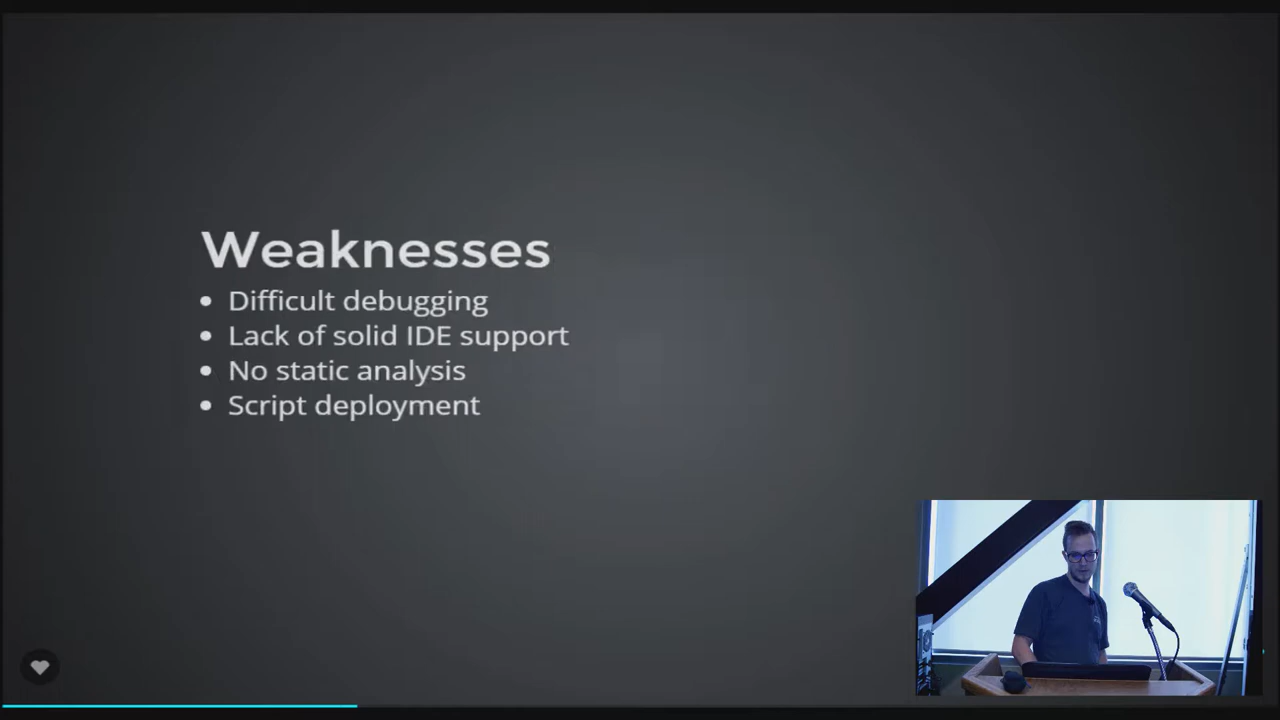 Weaknesses
Difficult debugging
Lack of solid IDE support
No static analysis
Script deployment